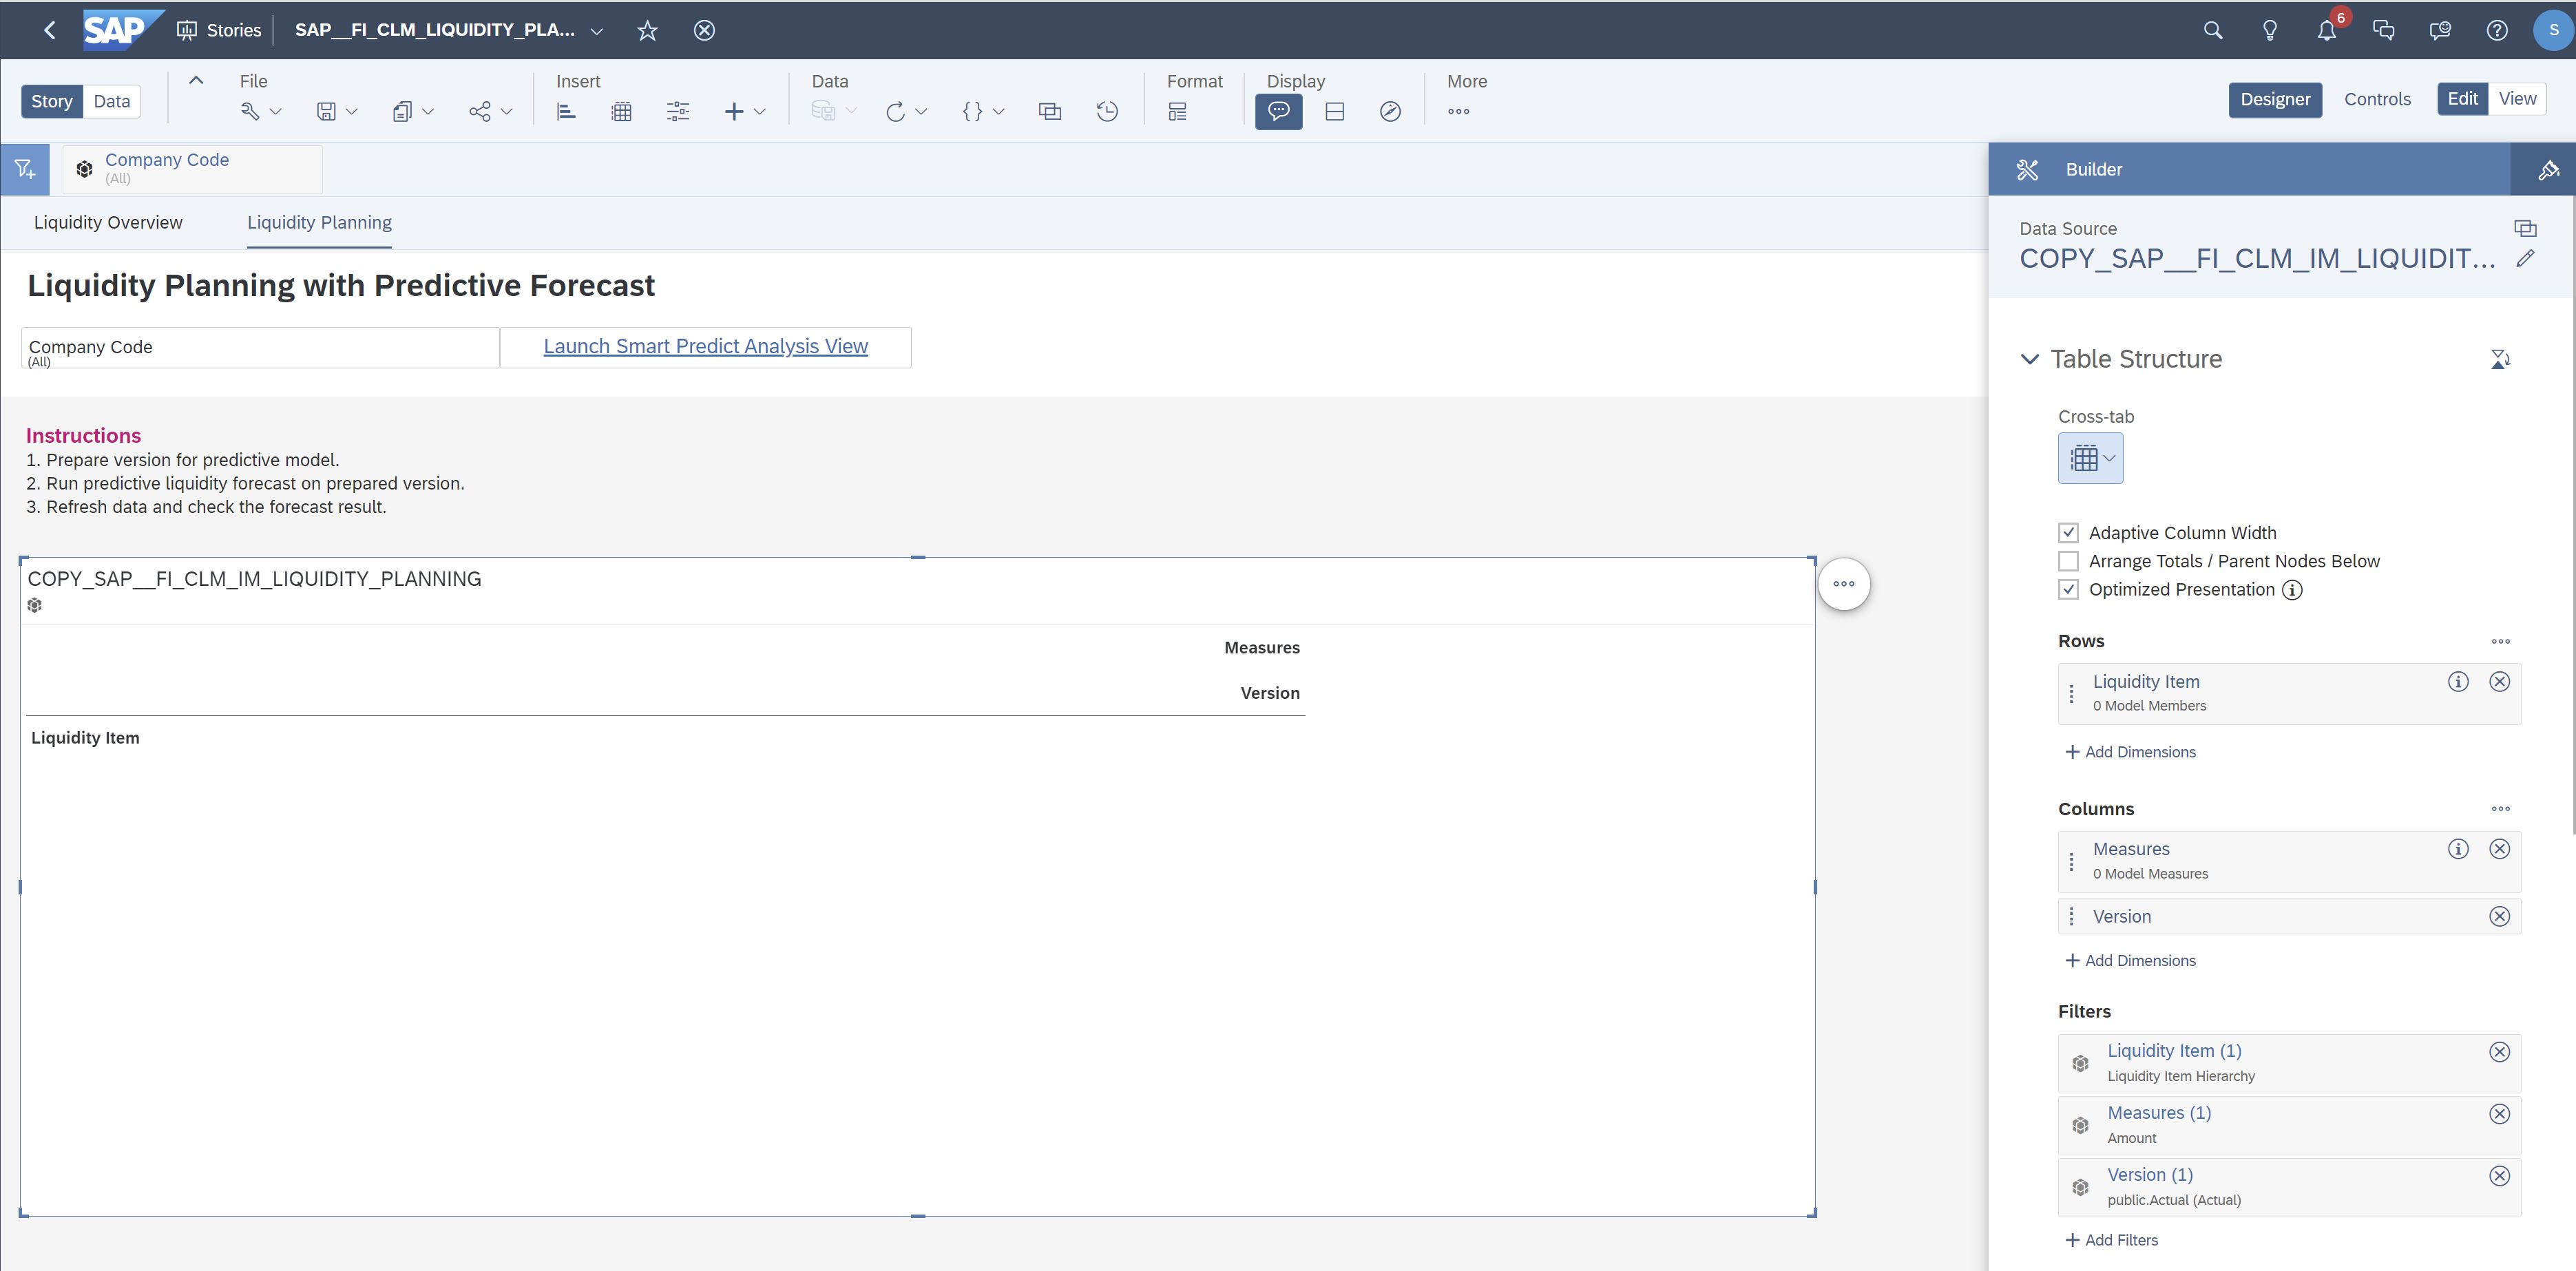 SAP
Stories
SAP__FI_CLM_LIQUIDITY_PLA...
6
S
Story
Data
File
Insert
Data
Format
Display
More
Designer
Controls
Edit
View
Company Code
(All)
Builder
Liquidity Overview
Liquidity Planning
Data Source
COPY_SAP__FI_CLM_IM_LIQUIDIT...
Liquidity Planning with Predictive Forecast
Company Code
(All)
Launch Smart Predict Analysis View
Instructions
1. Prepare version for predictive model.
2. Run predictive liquidity forecast on prepared version.
3. Refresh data and check the forecast result.
COPY_SAP__FI_CLM_IM_LIQUIDITY_PLANNING
Measures
Version
Liquidity Item
Table Structure
Cross-tab
Adaptive Column Width
Arrange Totals / Parent Nodes Below
Optimized Presentation
Rows
Liquidity Item
0 Model Members
+ Add Dimensions
Columns
Measures
0 Model Measures
Version
+ Add Dimensions
Filters
Liquidity Item (1)
Liquidity Item Hierarchy
Measures (1)
Amount
Version (1)
public.Actual (Actual)
+ Add Filters